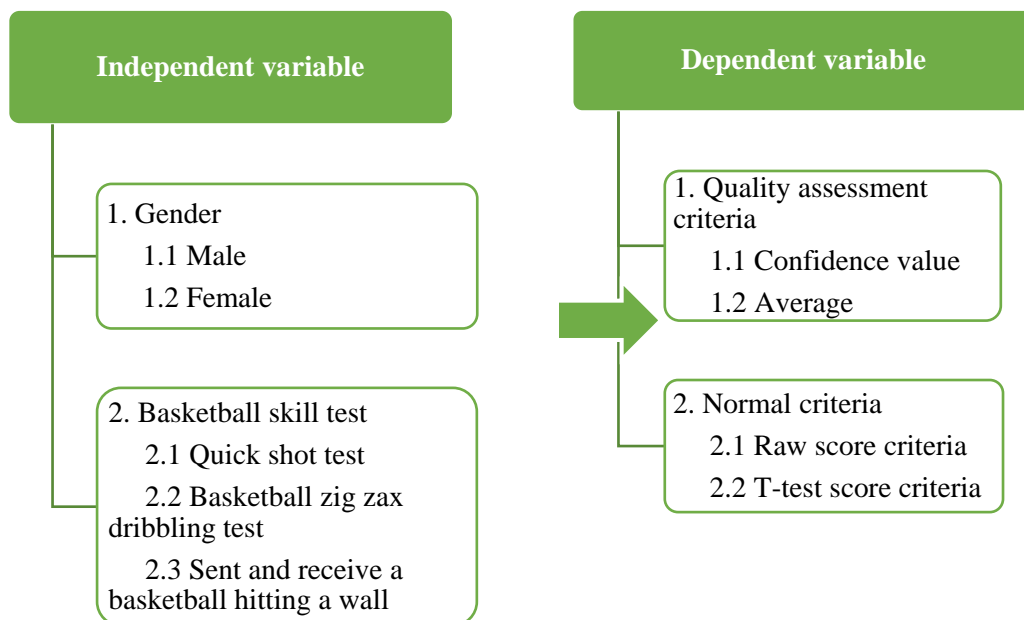 Independent variable
1. Gender
1.1 Male
1.2 Female
2. Basketball skill test
2.1 Quick shot test
2.2 Basketball zig zax
dribbling test
2.3 Sent and receive a
basketball hitting a wall
Dependent variable
1. Quality assessment
criteria
1.1 Confidence value
1.2 Average
2. Normal criteria
2.1 Raw score criteria
2.2 T-test score criteria